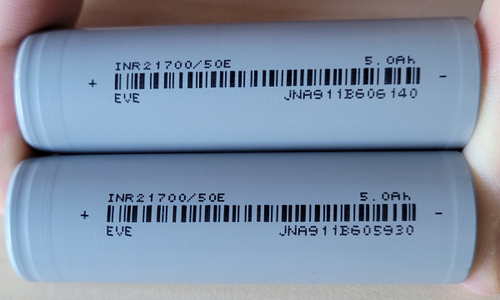 INR21700/50E 5.0Ah
+ -
EVE JNA911B606140
INR21700/50E 5.0Ah
+ -
EVE JNA911B605930